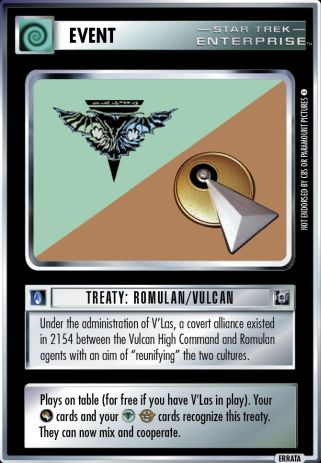 EVENT
STAR TREK
ENTERPRISE™
NOT ENDORSED BY CBS OR PARAMOUNT PICTURES
TREATY: ROMULAN/VULCAN
Under the administration of V'Las, a covert alliance existed
in 2154 between the Vulcan High Command and Romulan
agents with an aim of "reunifying" the two cultures.
Plays on table (for free if you have V'Las in play). Your
cards and your cards recognize this treaty.
They can now mix and cooperate.
ERRATA